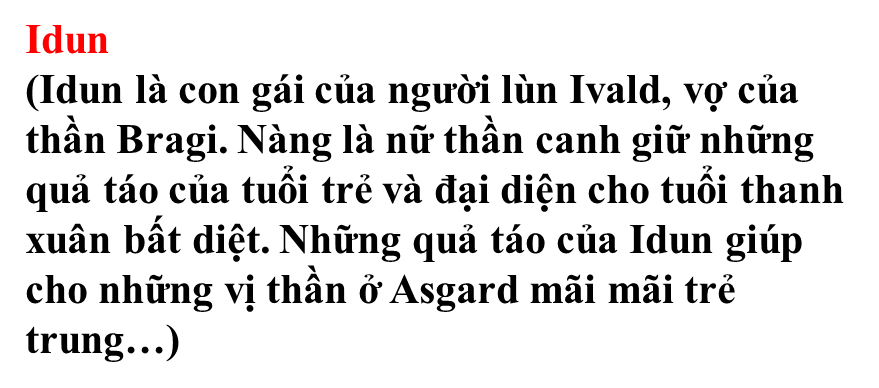 Idun
(Idun là con gái của người lùn Ivald, vợ của
thần Bragi. Nàng là nữ thần canh giữ những
quả táo của tuổi trẻ và đại diện cho tuổi thanh
xuân bất diệt. Những quả táo của Idun giúp
cho những vị thần ở Asgard mãi mãi trẻ
trung…)